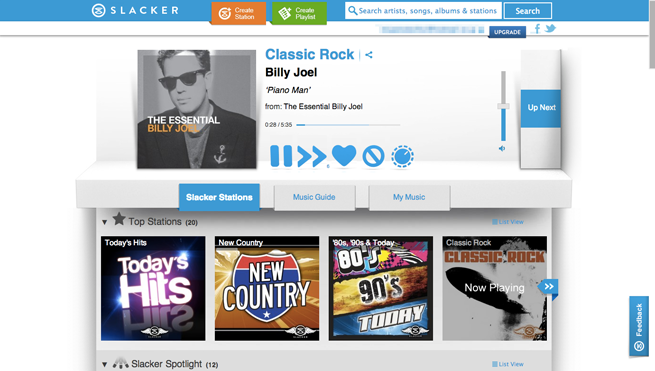 SLACKER
Create Station
Create Playlist
Search artists, songs, albums & stations
Search
UPGRADE
f
Classic Rock
Billy Joel
‘Piano Man’
from: The Essential Billy Joel
0:28 / 5:35
THE ESSENTIAL
BILLY JOEL
6
Up Next
Slacker Stations
Music Guide
My Music
Top Stations (20)
List View
Today's Hits
New Country
'80s, '90s & Today
Classic Rock
Today's
Hits
NEW
COUNTRY
80's
90's
TODAY
CLASSIC ROCK
Now Playing
Feedback
Slacker Spotlight (12)
List View